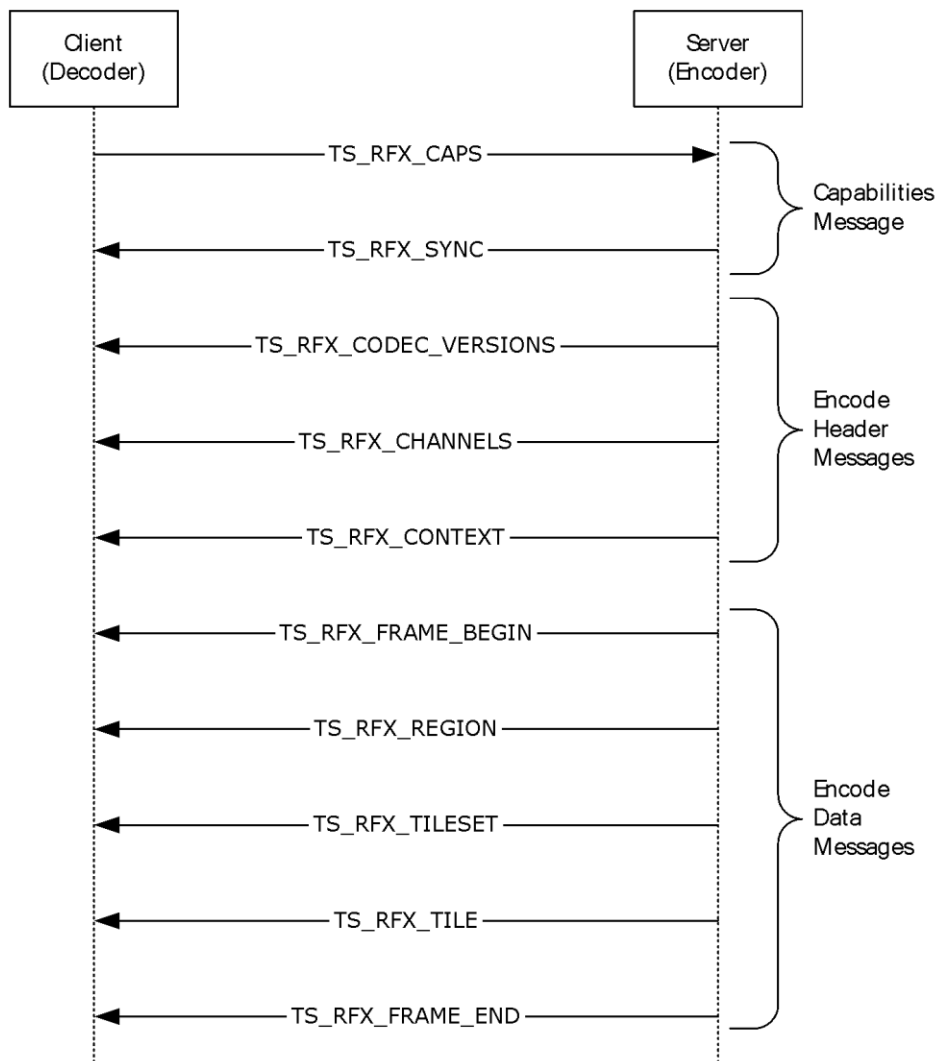 Client
(Decoder)
Server
(Encoder)
TS_RFX_CAPS
Capabilities
Message
TS_RFX_SYNC
TS_RFX_CODEC_VERSIONS
TS_RFX_CHANNELS
Encode
Header
Messages
TS_RFX_CONTEXT
TS_RFX_FRAME_BEGIN
TS_RFX_REGION
TS_RFX_TILESET
Encode
Data
Messages
TS_RFX_TILE
TS_RFX_FRAME_END